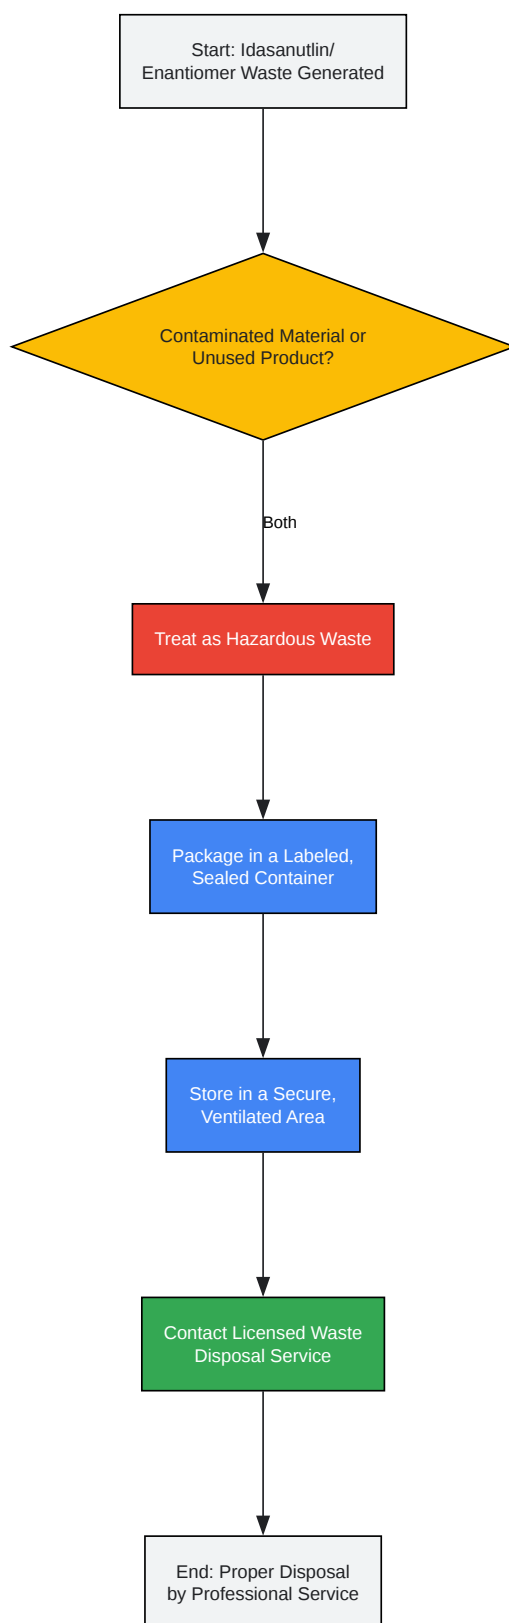 Start: Idasanutlin/
Enantiomer Waste Generated
Contaminated Material or
Unused Product?
Both
Treat as Hazardous Waste
Package in a Labeled,
Sealed Container
Store in a Secure,
Ventilated Area
Contact Licensed Waste
Disposal Service
End: Proper Disposal
by Professional Service